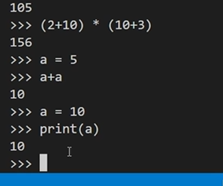 105
>>> (2+10) * (10+3)
156
>>> a = 5
>>> a+a
10
>>> a = 10
>>> print(a)
10
>>>